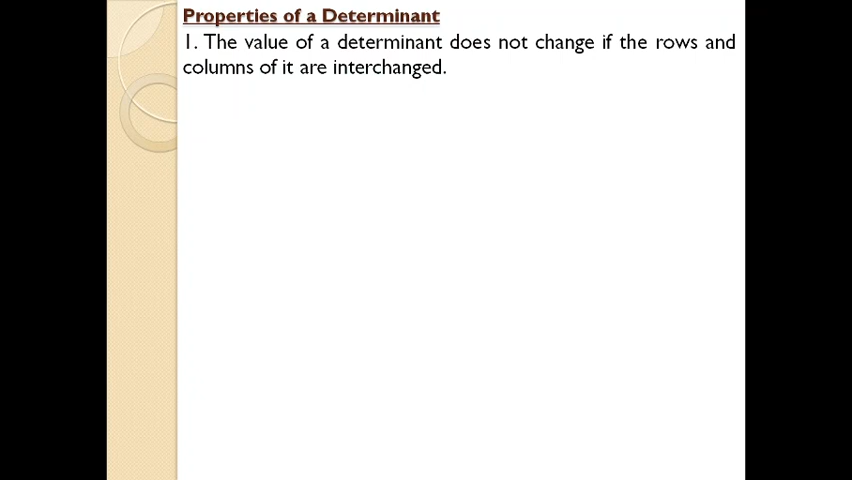 Properties of a Determinant
1. The value of a determinant does not change if the rows and
columns of it are interchanged.